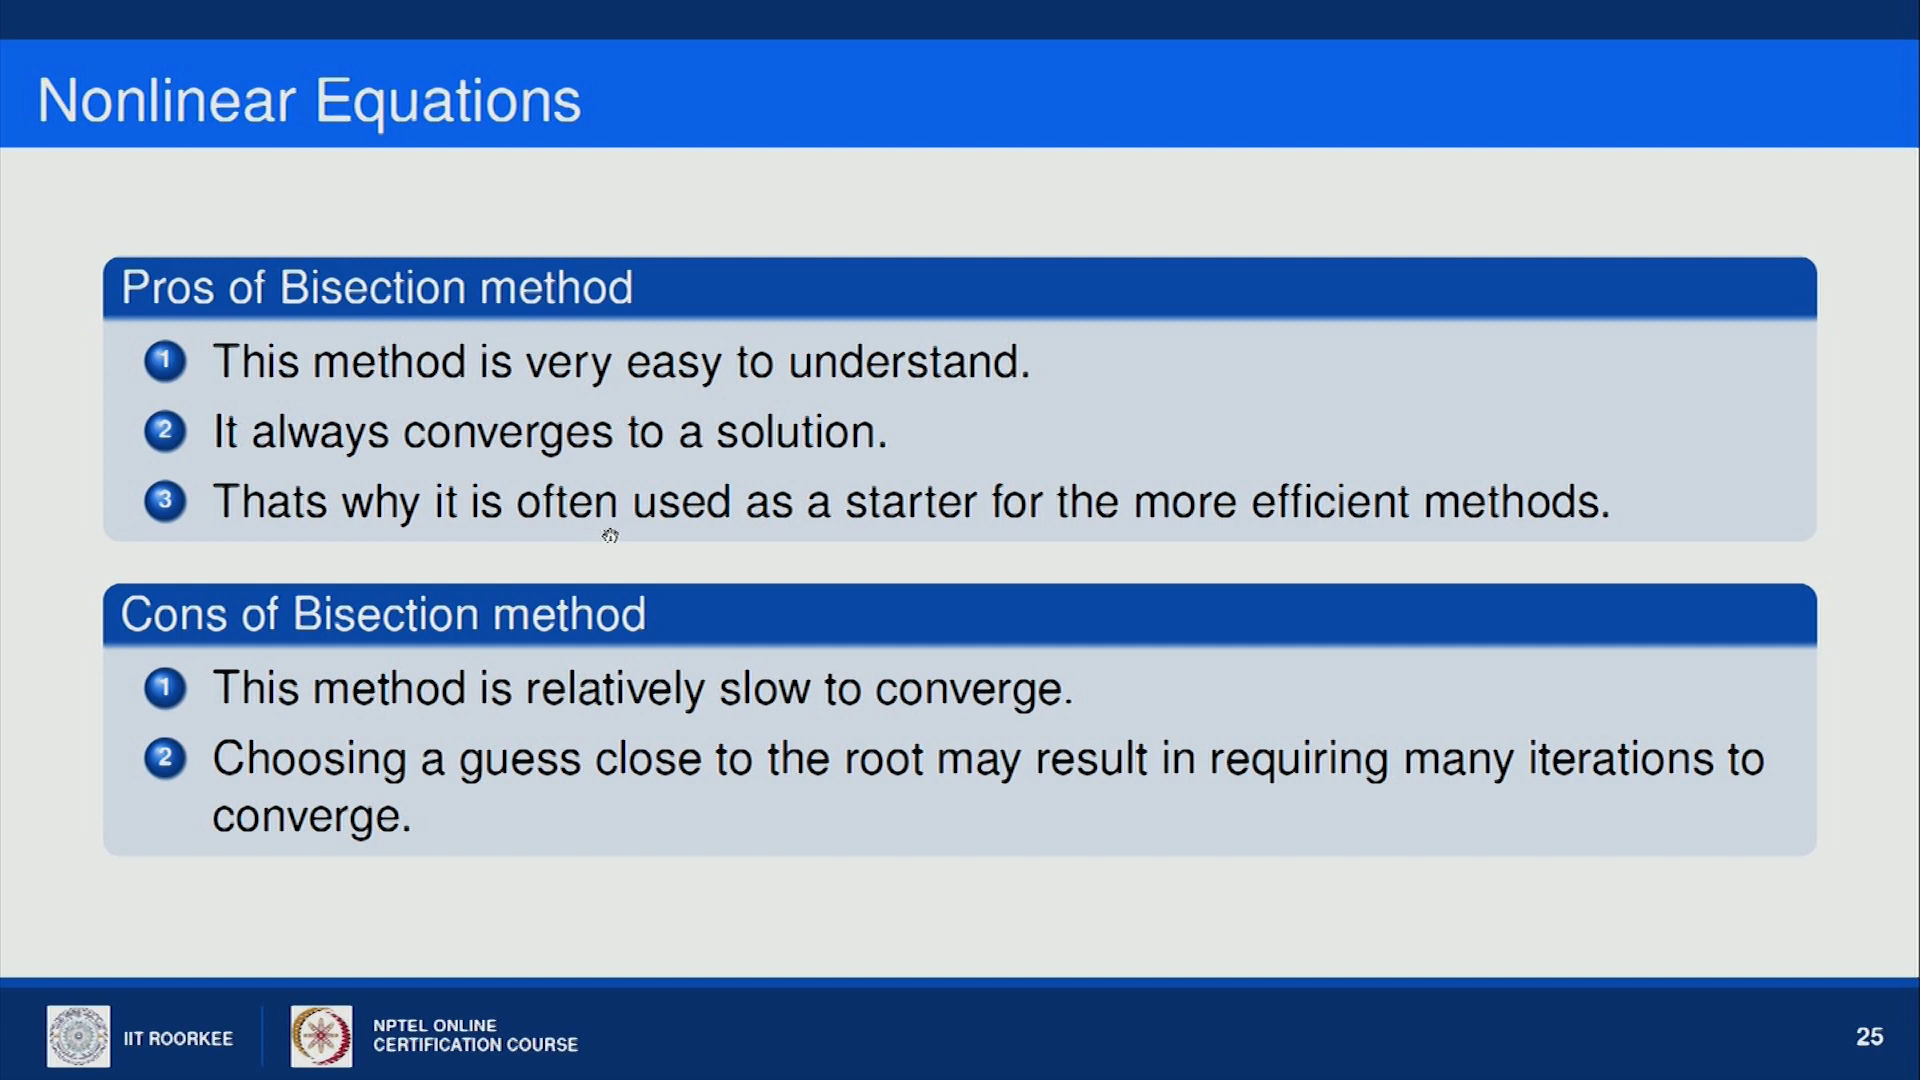 Nonlinear Equations
Pros of Bisection method
1 This method is very easy to understand.
2 It always converges to a solution.
3 Thats why it is often used as a starter for the more efficient methods.
Cons of Bisection method
1 This method is relatively slow to converge.
2 Choosing a guess close to the root may result in requiring many iterations to
converge.
IIT ROORKEE
NPTEL ONLINE
CERTIFICATION COURSE
25